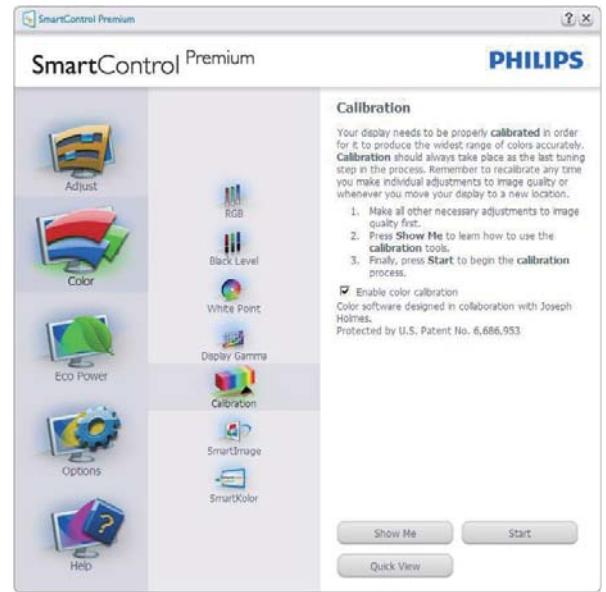 SmartControl Premium
SmartControl Premium
PHILIPS
Adjust
Color
Eco Power
Options
Help
RGB
Black Level
White Point
Display Gamma
Calibration
SmartImage
SmartKolor
Calibration
Your display needs to be properly calibrated in order
for it to produce the widest range of colors accurately.
Calibration should always take place as the last tuning
step in the process. Remember to recalibrate any time
you make individual adjustments to image quality or
whenever you move your display to a new location.
1. Make all other necessary adjustments to image
quality first.
2. Press Show Me to learn how to use the
calibration tools.
3. Finally, press Start to begin the calibration
process.
Enable color calibration
Color software designed in collaboration with Joseph
Holmes.
Protected by U.S. Patent No. 6,686,953
Show Me
Start
Quick View